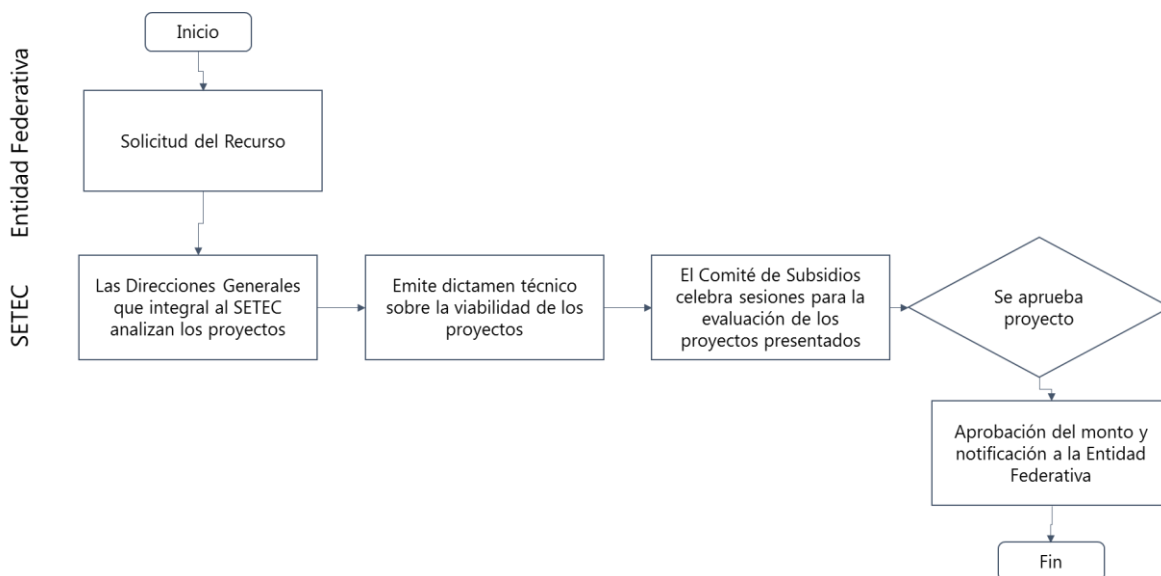 Inicio
Entidad Federativa
Solicitud del Recurso
SETEC
Las Direcciones Generales
que integral al SETEC
analizan los proyectos
Emite dictamen técnico
sobre la viabilidad de los
proyectos
El Comité de Subsidios
celebra sesiones para la
evaluación de los
proyectos presentados
Se aprueba
proyecto
Aprobación del monto y
notificación a la Entidad
Federativa
Fin